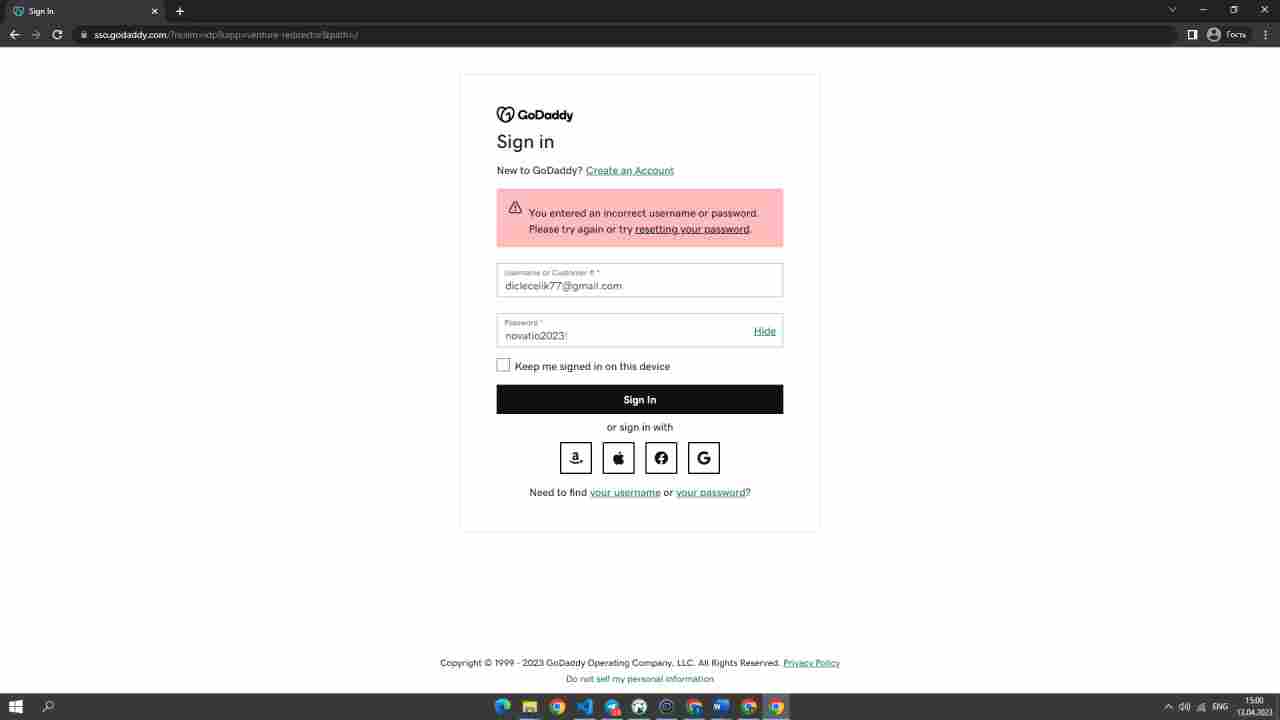 Sign In
sso.godaddy.com/?realm=idp&app=venture-redirector&path=/
Гость
GoDaddy
Sign in
New to GoDaddy? Create an Account
You entered an incorrect username or password.
Please try again or try resetting your password.
Username or Customer # *
dicleceiik77@gmail.com
Password *
novatio2023!
Hide
Keep me signed in on this device
Sign In
or sign in with
Need to find your username or your password?
Copyright © 1999 - 2023 GoDaddy Operating Company, LLC. All Rights Reserved. Privacy Policy
Do not sell my personal information
ENG
15:00
13.04.2023